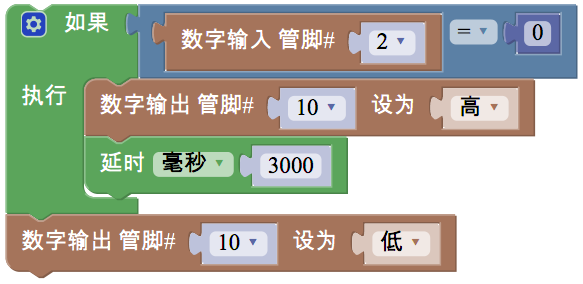 如果 数字输入 管脚# 2 = 0
执行 数字输出 管脚# 10 设为 高
延时 毫秒 3000
数字输出 管脚# 10 设为 低